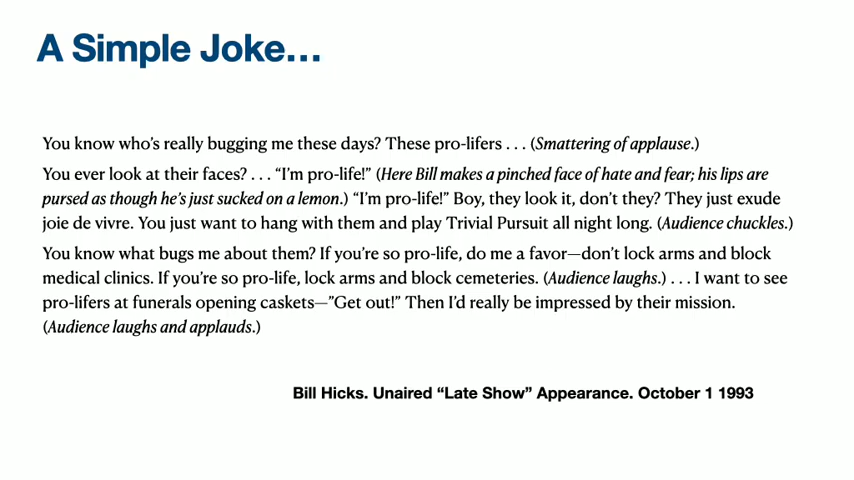 A Simple Joke…
You know who's really bugging me these days? These pro-lifers . . . (Smattering of applause.)
You ever look at their faces? . . . “I'm pro-life!” (Here Bill makes a pinched face of hate and fear; his lips are
pursed as though he's just sucked on a lemon.) “I'm pro-life!” Boy, they look it, don't they? They just exude
joie de vivre. You just want to hang with them and play Trivial Pursuit all night long. (Audience chuckles.)
You know what bugs me about them? If you're so pro-life, do me a favor—don't lock arms and block
medical clinics. If you're so pro-life, lock arms and block cemeteries. (Audience laughs.) . . . I want to see
pro-lifers at funerals opening caskets—”Get out!” Then I'd really be impressed by their mission.
(Audience laughs and applauds.)
Bill Hicks. Unaired “Late Show” Appearance. October 1 1993